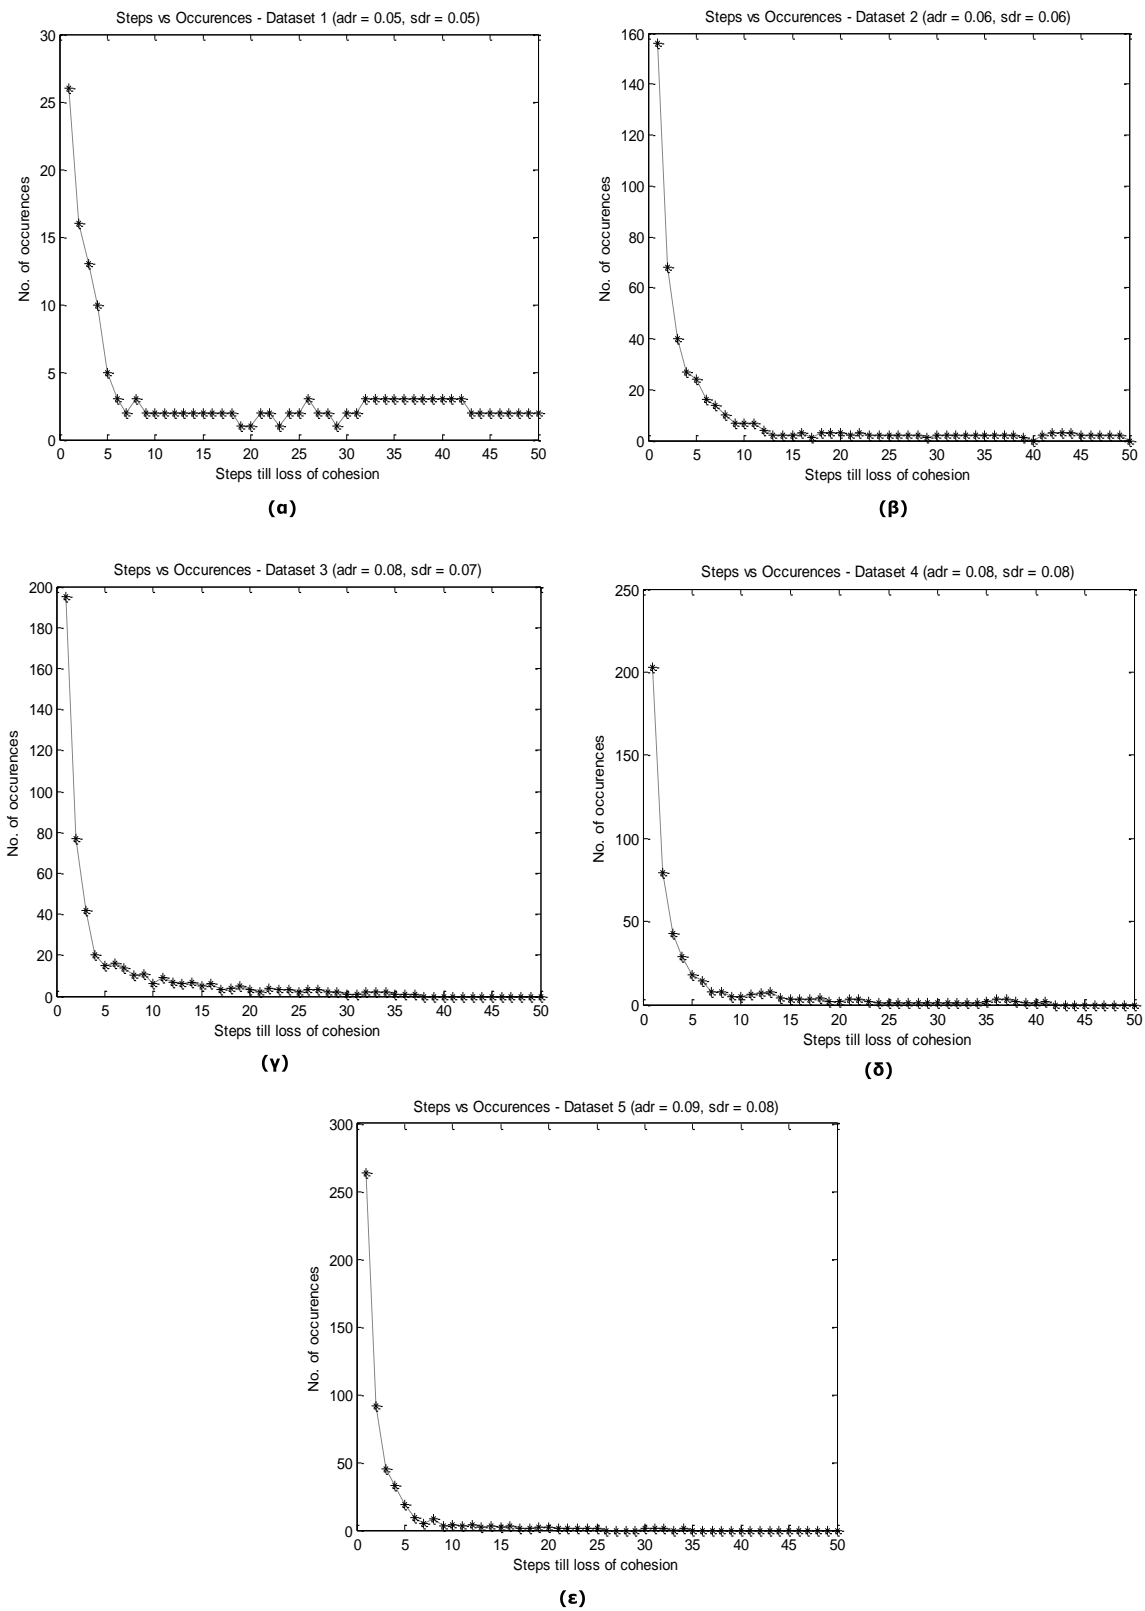 Steps vs Occurences - Dataset 1 (adr = 0.05, sdr = 0.05)
30
25
20
15
10
5
0
No. of occurences
0 5 10 15 20 25 30 35 40 45 50
Steps till loss of cohesion
(α)
Steps vs Occurences - Dataset 2 (adr = 0.06, sdr = 0.06)
160
140
120
100
80
60
40
20
0
No. of occurences
0 5 10 15 20 25 30 35 40 45 50
Steps till loss of cohesion
(β)
Steps vs Occurences - Dataset 3 (adr = 0.08, sdr = 0.07)
200
180
160
140
120
100
80
60
40
20
0
No. of occurences
0 5 10 15 20 25 30 35 40 45 50
Steps till loss of cohesion
(γ)
Steps vs Occurences - Dataset 4 (adr = 0.08, sdr = 0.08)
250
200
150
100
50
0
No. of occurences
0 5 10 15 20 25 30 35 40 45 50
Steps till loss of cohesion
(δ)
Steps vs Occurences - Dataset 5 (adr = 0.09, sdr = 0.08)
300
250
200
150
100
50
0
No. of occurences
0 5 10 15 20 25 30 35 40 45 50
Steps till loss of cohesion
(ε)